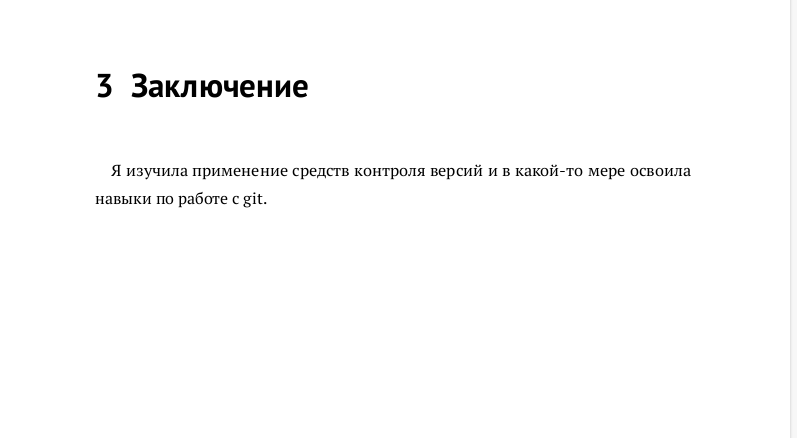 3 Заключение
Я изучила применение средств контроля версий и в какой-то мере освоила
навыки по работе с git.